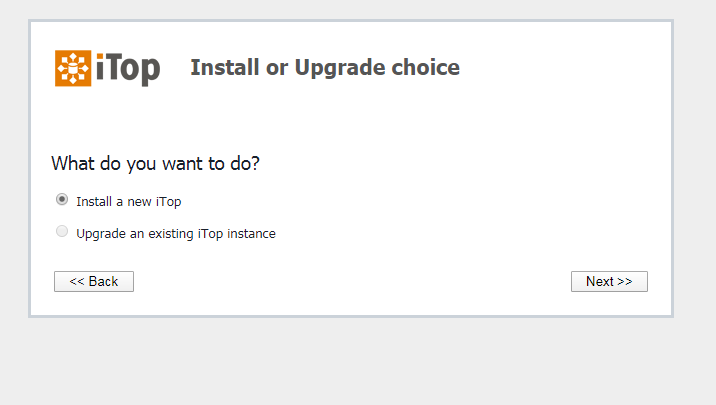 iTop
Install or Upgrade choice
What do you want to do?
Install a new iTop
Upgrade an existing iTop instance
<< Back
Next >>